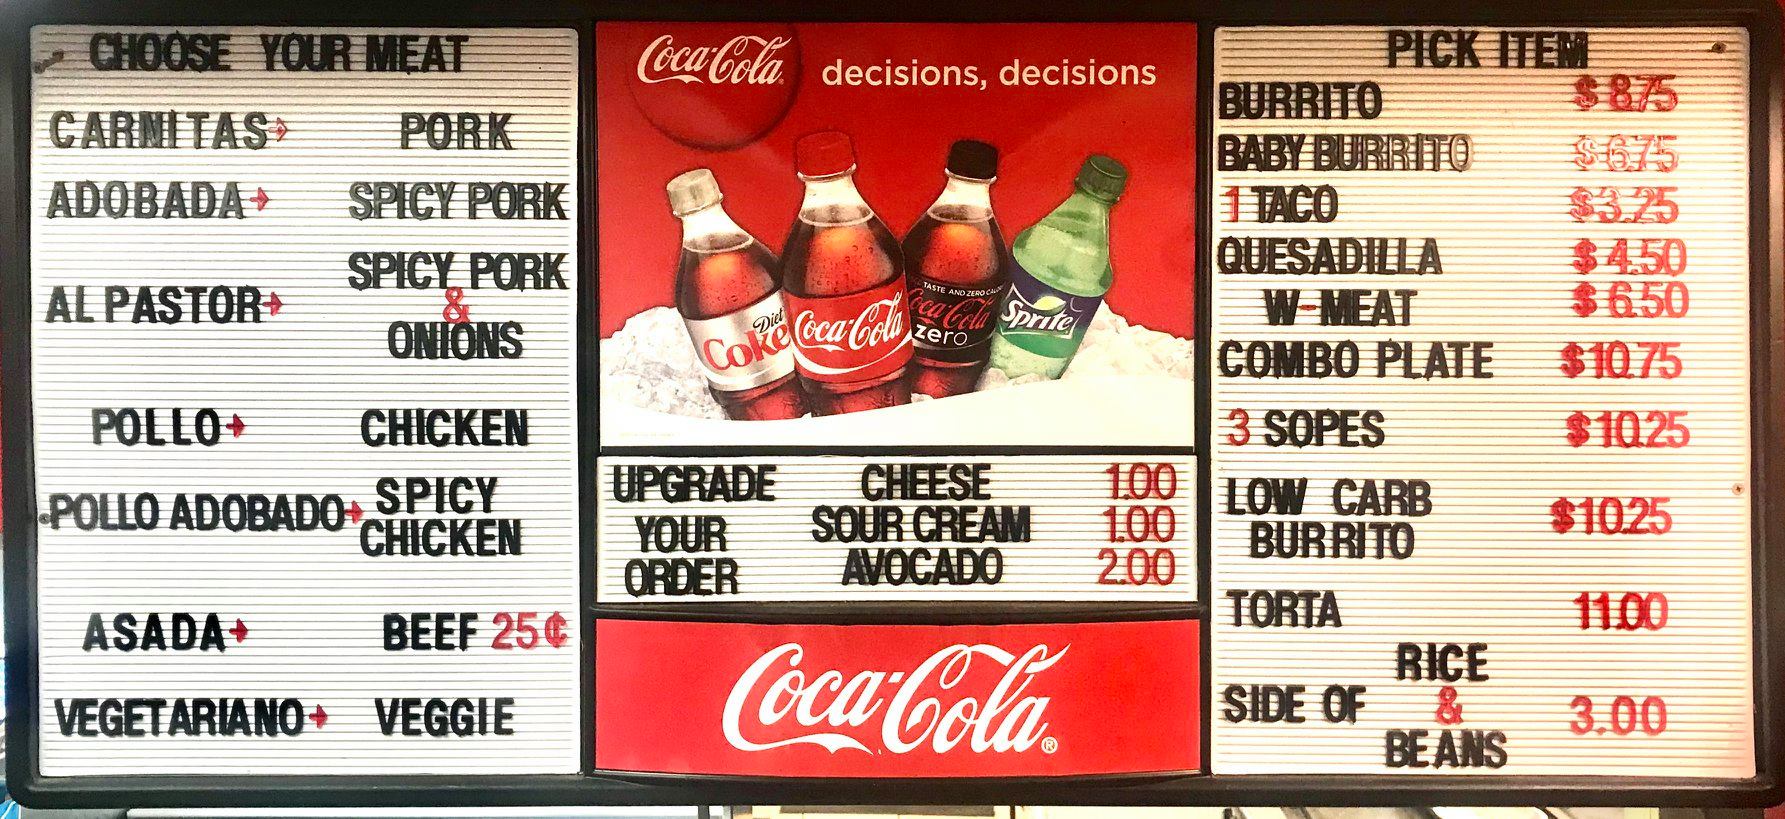 CHOOSE YOUR MEAT
CARNITAS→ PORK
ADOBADA→ SPICY PORK
AL PASTOR→ SPICY PORK
&
ONIONS
POLLO→ CHICKEN
POLLO ADOBADO→ SPICY
CHICKEN
ASADA→ BEEF 25¢
VEGETARIANO→ VEGGIE
Coca-Cola decisions, decisions
Diet
Coke
Coca-Cola
TASTE AND ZERO
Coca-Cola
zero
Sprite
UPGRADE CHEESE 1.00
YOUR SOUR CREAM 1.00
ORDER AVOCADO 2.00
Coca-Cola®
PICK ITEM
BURRITO $8.75
BABY BURRITO $6.75
1 TACO $3.25
QUESADILLA $4.50
W-MEAT $6.50
COMBO PLATE $10.75
3 SOPES $10.25
LOW CARB
BURRITO $10.25
TORTA 11.00
SIDE OF RICE
&
BEANS 3.00